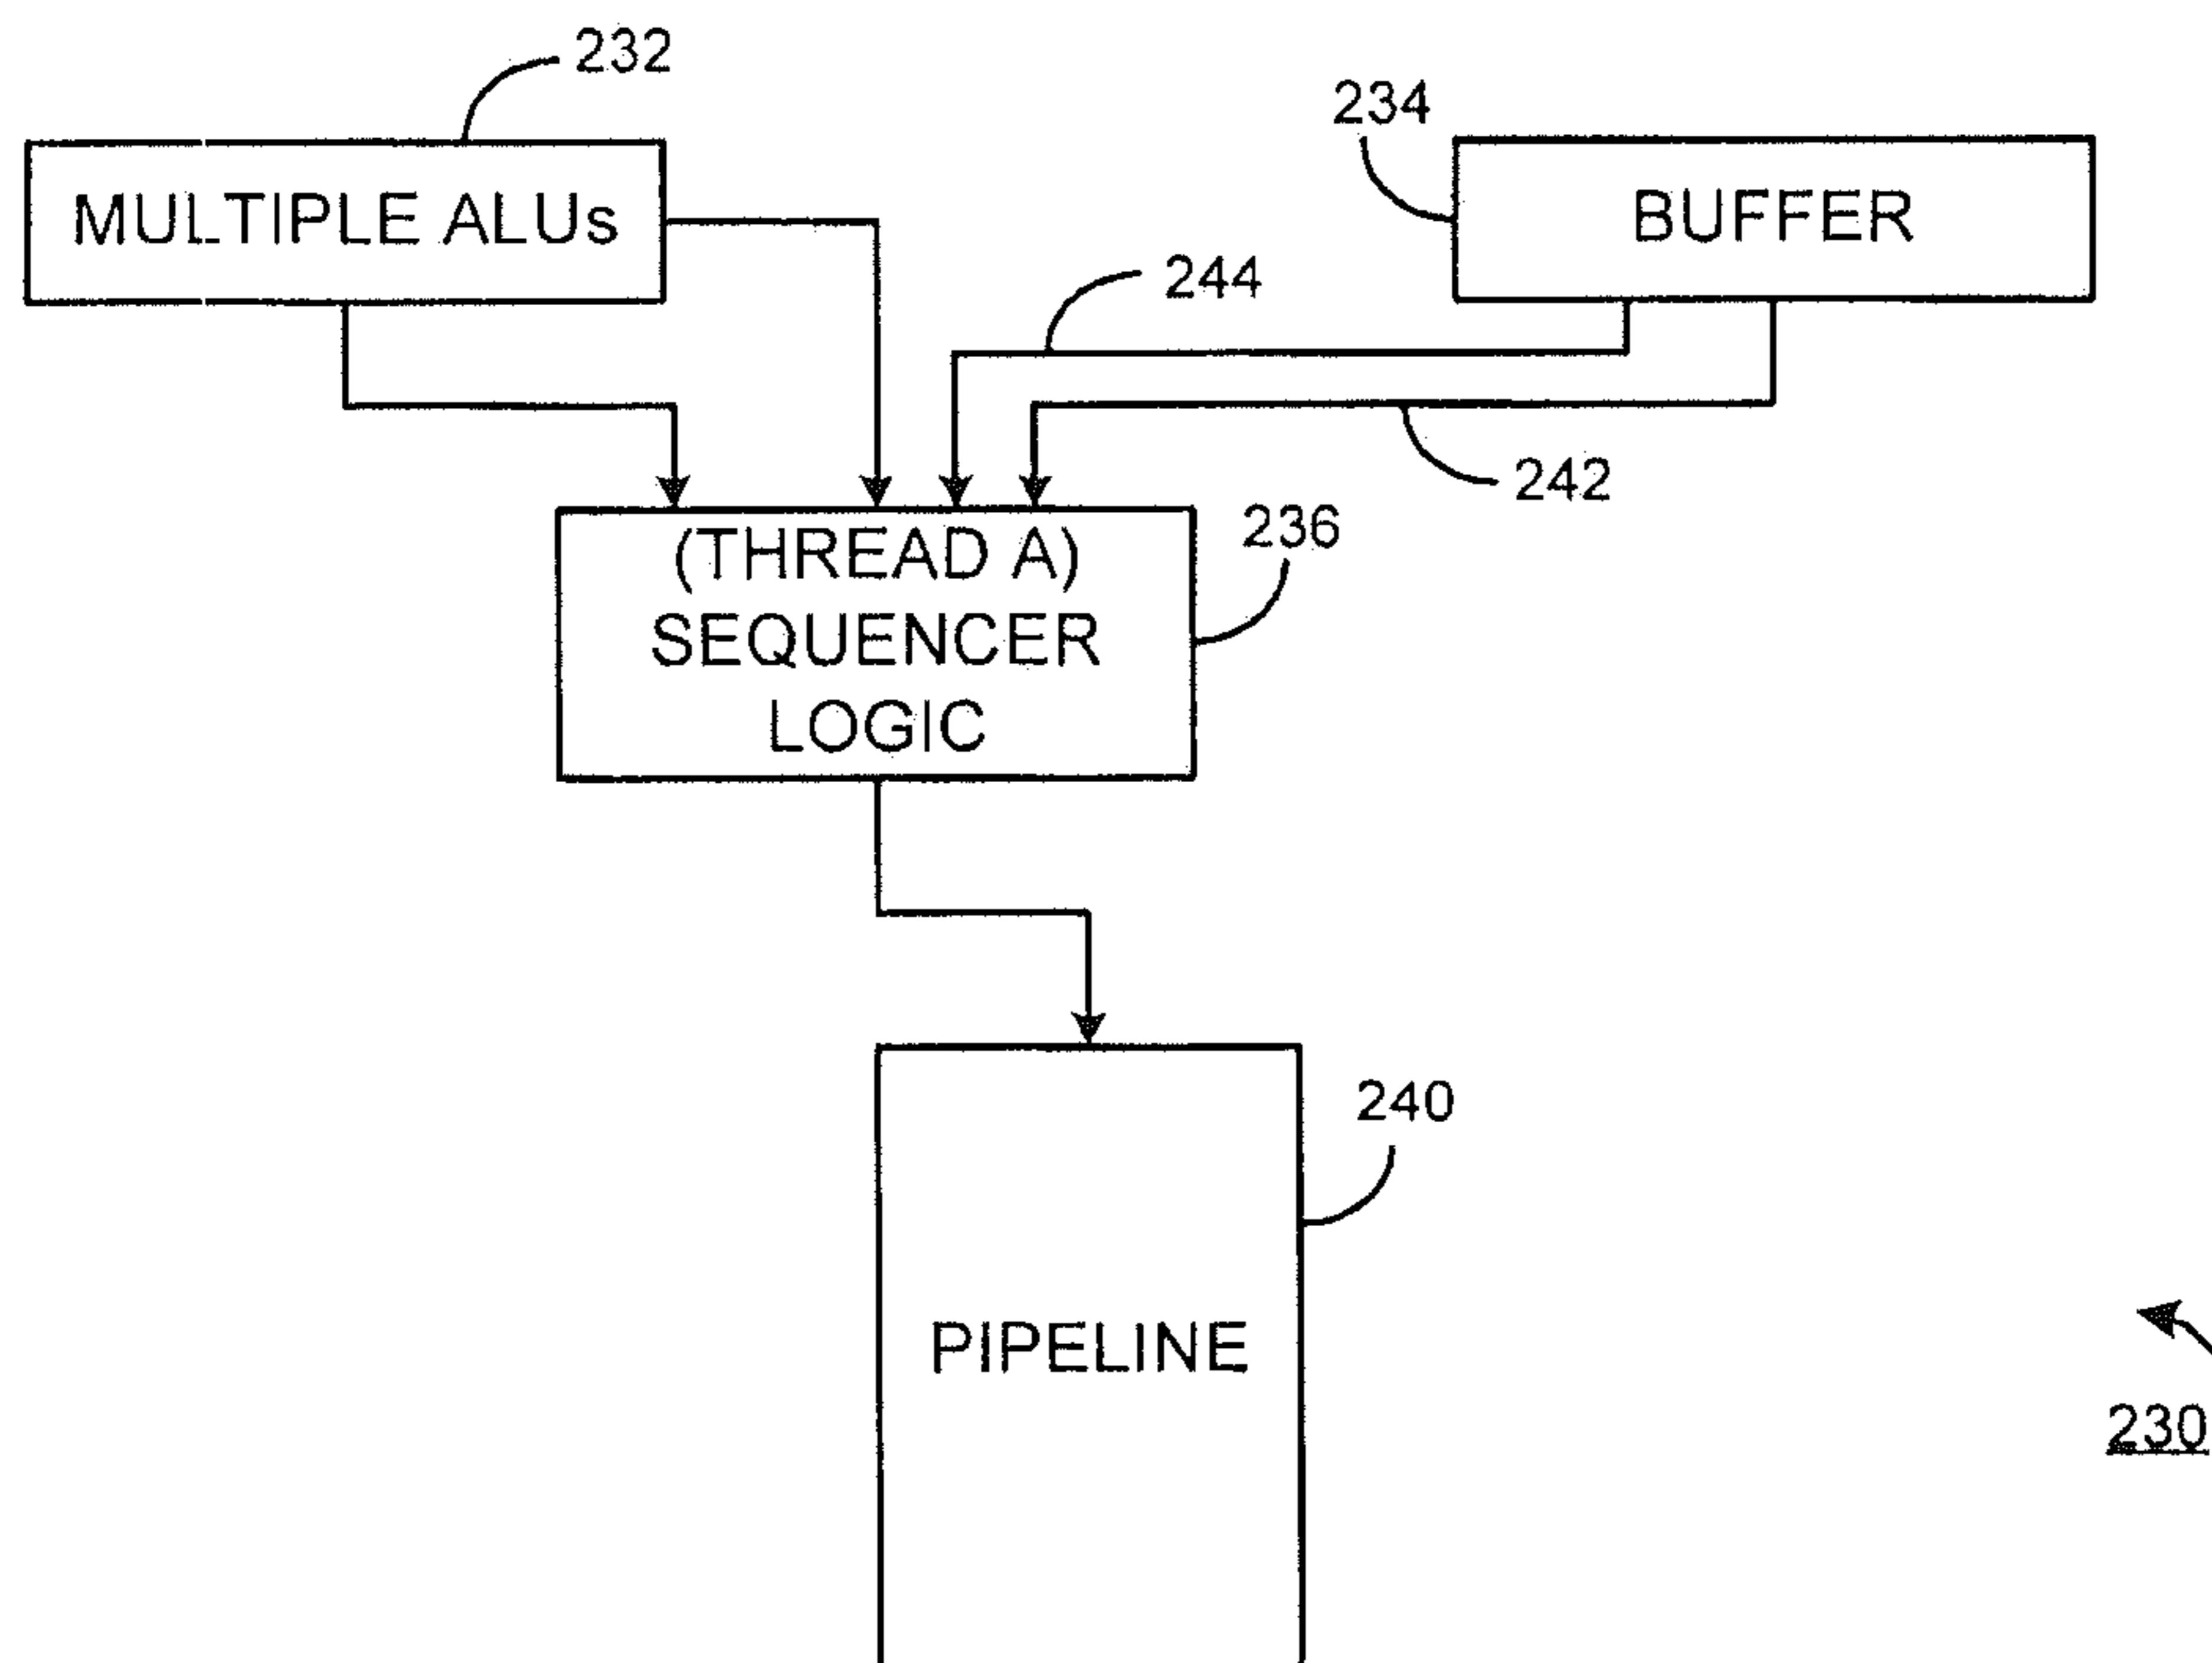 232
234
MULTIPLE ALUs
BUFFER
244
242
236
(THREAD A)
SEQUENCER
LOGIC
240
PIPELINE
230